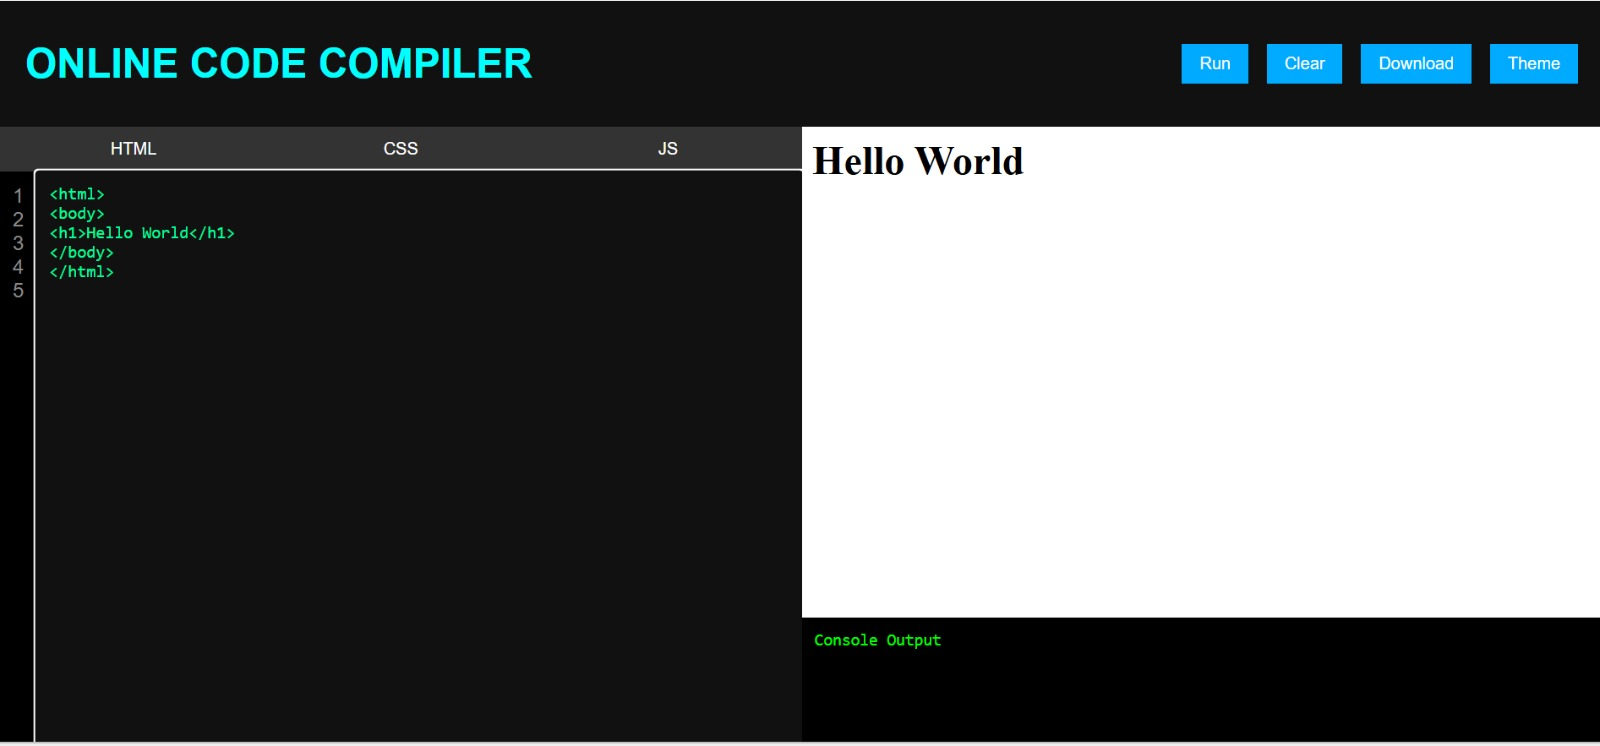 ONLINE CODE COMPILER
Run Clear Download Theme
HTML CSS JS
1 <html>
2 <body>
3 <h1>Hello World</h1>
4 </body>
5 </html>
Hello World
Console Output